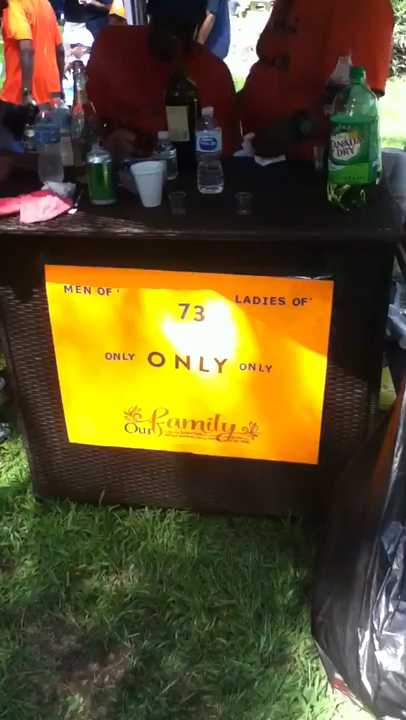 MEN OF'
LADIES OF'
73
ONLY ONLY ONLY
Our Family
CANADA
DRY